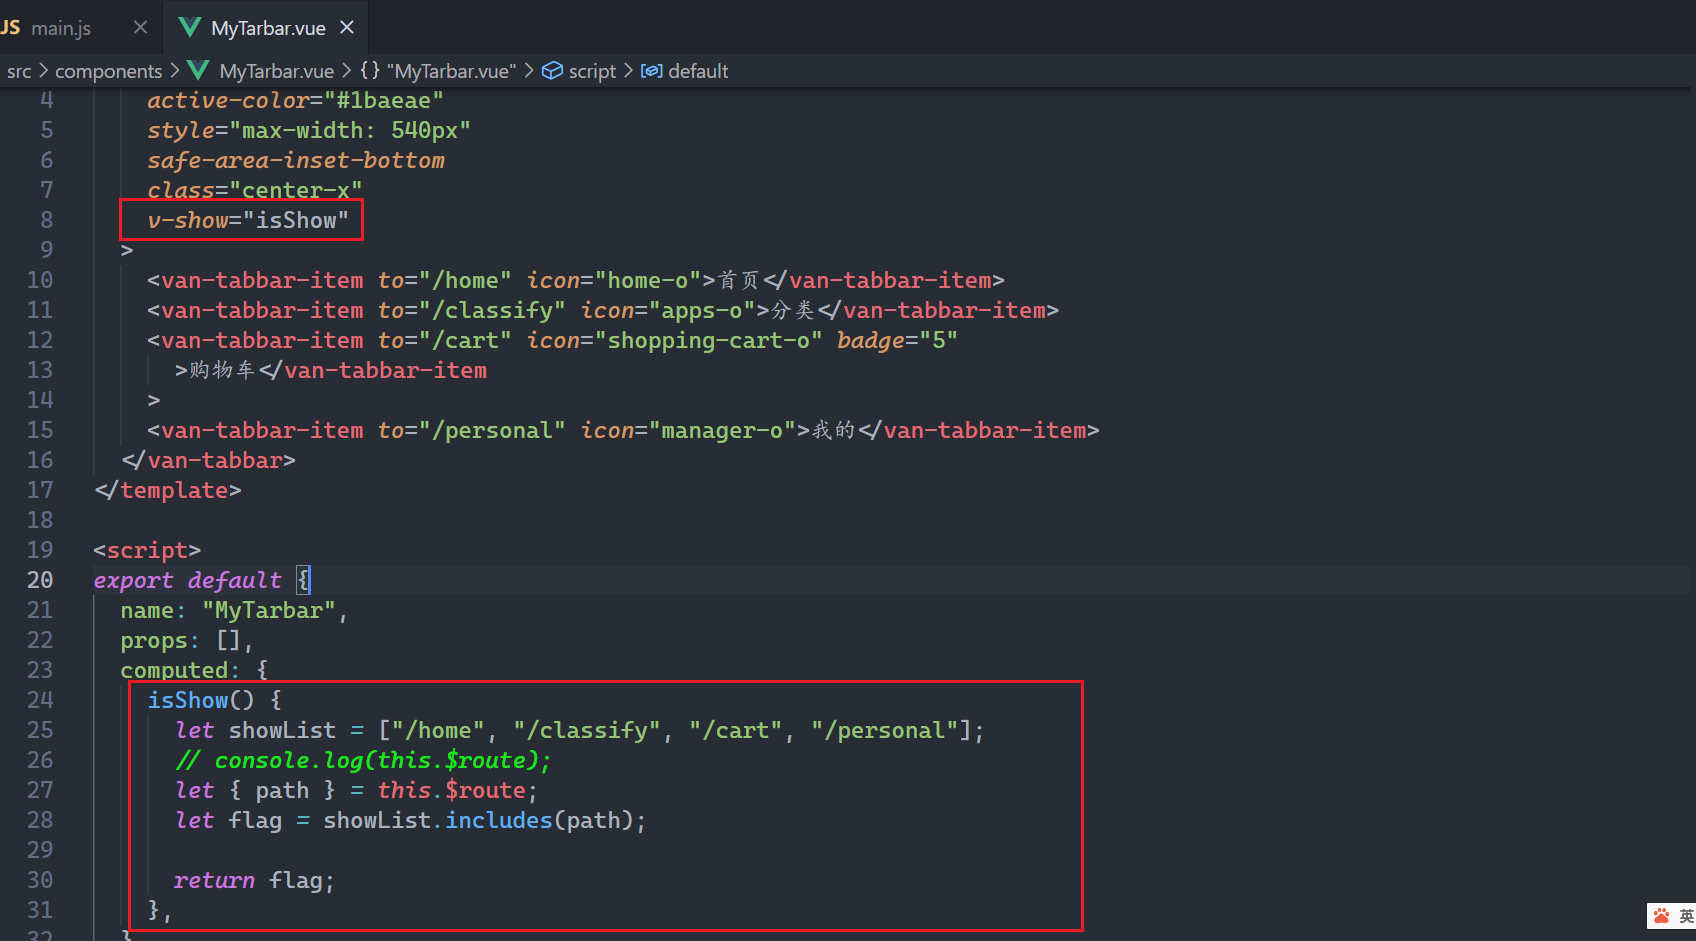 JS main.js × MyTarbar.vue ×
src > components > MyTarbar.vue > {} "MyTarbar.vue" > script > default
4 active-color="#1baeae"
5 style="max-width: 540px"
6 safe-area-inset-bottom
7 class="center-x"
8 v-show="isShow"
9 >
10 <van-tabbar-item to="/home" icon="home-o">首页</van-tabbar-item>
11 <van-tabbar-item to="/classify" icon="apps-o">分类</van-tabbar-item>
12 <van-tabbar-item to="/cart" icon="shopping-cart-o" badge="5"
13 >购物车</van-tabbar-item
14 >
15 <van-tabbar-item to="/personal" icon="manager-o">我的</van-tabbar-item>
16 </van-tabbar>
17 </template>
18
19 <script>
20 export default {
21 name: "MyTarbar",
22 props: [],
23 computed: {
24 isShow() {
25 let showList = ["/home", "/classify", "/cart", "/personal"];
26 // console.log(this.$route);
27 let { path } = this.$route;
28 let flag = showList.includes(path);
29
30 return flag;
31 },
32 }
英